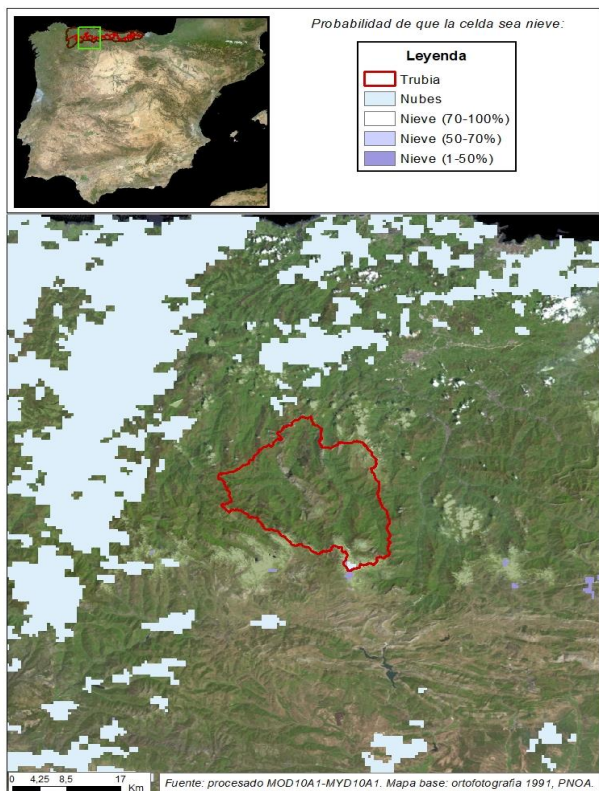 Probabilidad de que la celda sea nieve:
Leyenda
Trubia
Nubes
Nieve (70-100%)
Nieve (50-70%)
Nieve (1-50%)
0 4,25 8,5 17
Km
Fuente: procesado MOD10A1-MYD10A1. Mapa base: ortofotografia 1991, PNOA.